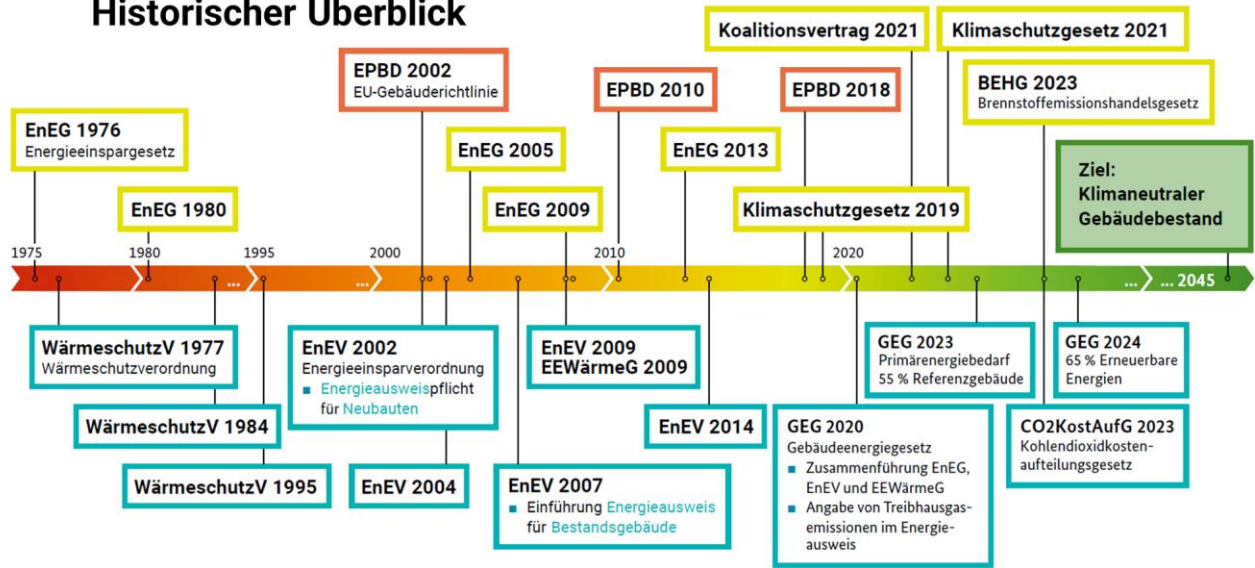 Historischer Überblick
Koalitionsvertrag 2021
Klimaschutzgesetz 2021
EPBD 2002
EU-Gebäuderichtlinie
EPBD 2010
EPBD 2018
BEHG 2023
Brennstoffemissionshandelsgesetz
EnEG 1976
Energieeinspargesetz
EnEG 2005
EnEG 2013
Ziel:
Klimaneutraler
Gebäudebestand
EnEG 1980
EnEG 2009
Klimaschutzgesetz 2019
1975
1980
1995
2000
2010
2020
...
...
...
... 2045
WärmeschutzV 1977
Wärmeschutzverordnung
EnEV 2002
Energieeinsparverordnung
▪ Energieausweispflicht
für Neubauten
EnEV 2009
EEWärmeG 2009
GEG 2023
Primärenergiebedarf
55 % Referenzgebäude
GEG 2024
65 % Erneuerbare
Energien
WärmeschutzV 1984
EnEV 2014
GEG 2020
Gebäudeenergiegesetz
▪ Zusammenführung EnEG,
EnEV und EEWärmeG
▪ Angabe von Treibhausgas-
emissionen im Energie-
ausweis
CO2KostAufG 2023
Kohlendioxidkosten-
aufteilungsgesetz
WärmeschutzV 1995
EnEV 2004
EnEV 2007
▪ Einführung Energieausweis
für Bestandsgebäude